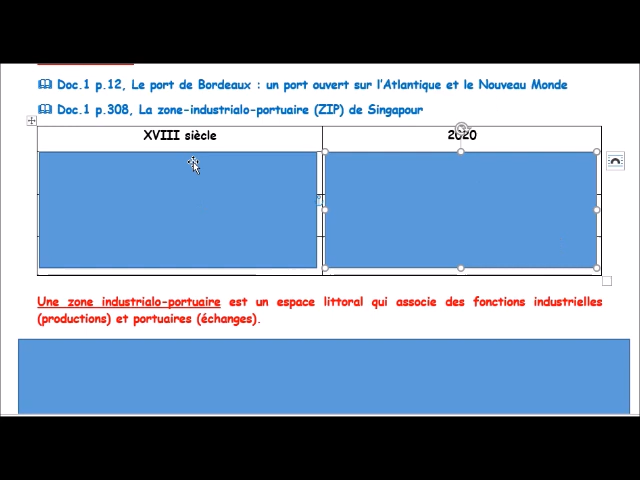 Doc.1 p.12, Le port de Bordeaux : un port ouvert sur l'Atlantique et le Nouveau Monde
Doc.1 p.308, La zone-industrialo-portuaire (ZIP) de Singapour
XVIII siècle
2020
Une zone industrialo-portuaire est un espace littoral qui associe des fonctions industrielles
(productions) et portuaires (échanges).